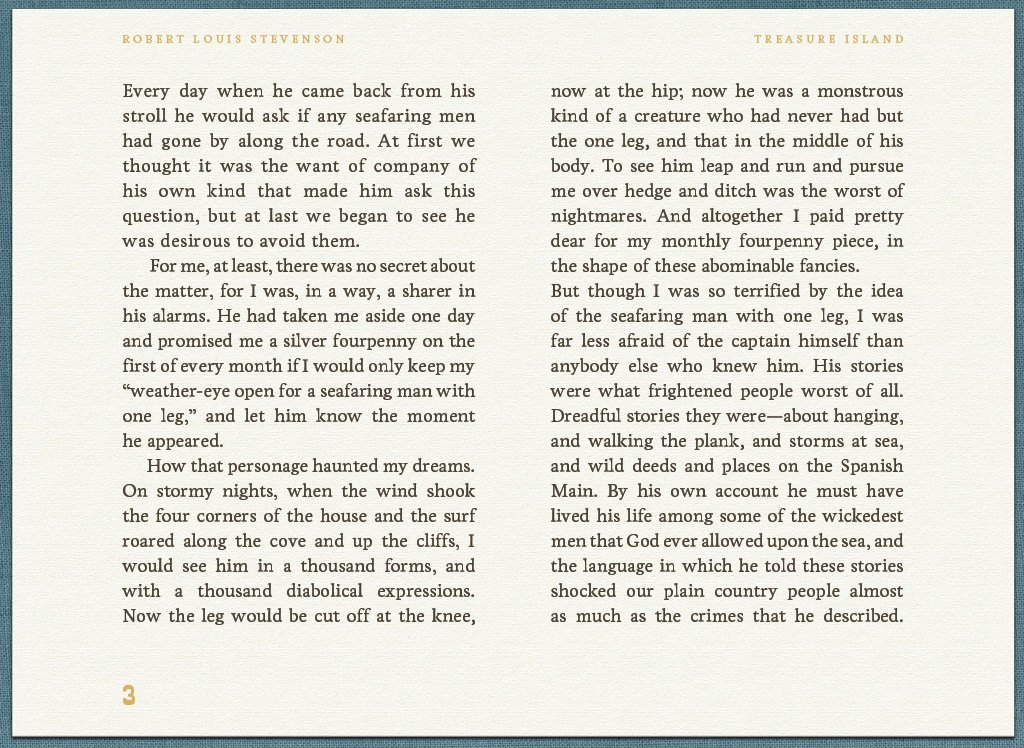 ROBERT LOUIS STEVENSON
TREASURE ISLAND
Every day when he came back from his
stroll he would ask if any seafaring men
had gone by along the road. At first we
thought it was the want of company of
his own kind that made him ask this
question, but at last we began to see he
was desirous to avoid them.
For me, at least, there was no secret about
the matter, for I was, in a way, a sharer in
his alarms. He had taken me aside one day
and promised me a silver fourpenny on the
first of every month if I would only keep my
“weather-eye open for a seafaring man with
one leg,” and let him know the moment
he appeared.
How that personage haunted my dreams.
On stormy nights, when the wind shook
the four corners of the house and the surf
roared along the cove and up the cliffs, I
would see him in a thousand forms, and
with a thousand diabolical expressions.
Now the leg would be cut off at the knee,
now at the hip; now he was a monstrous
kind of a creature who had never had but
the one leg, and that in the middle of his
body. To see him leap and run and pursue
me over hedge and ditch was the worst of
nightmares. And altogether I paid pretty
dear for my monthly fourpenny piece, in
the shape of these abominable fancies.
But though I was so terrified by the idea
of the seafaring man with one leg, I was
far less afraid of the captain himself than
anybody else who knew him. His stories
were what frightened people worst of all.
Dreadful stories they were—about hanging,
and walking the plank, and storms at sea,
and wild deeds and places on the Spanish
Main. By his own account he must have
lived his life among some of the wickedest
men that God ever allowed upon the sea, and
the language in which he told these stories
shocked our plain country people almost
as much as the crimes that he described.
3